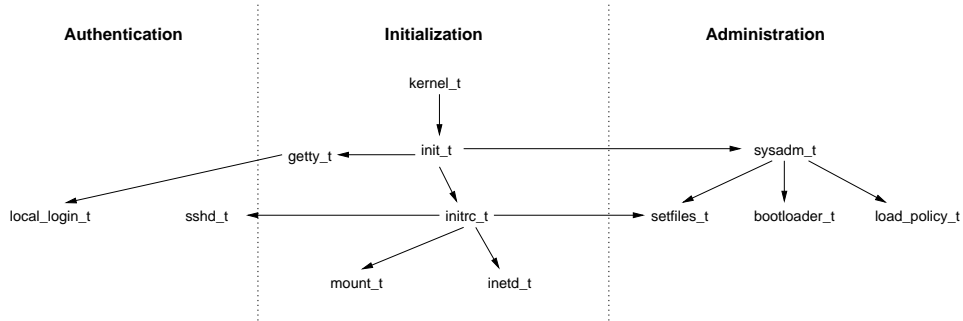 Authentication Initialization Administration
kernel_t
getty_t init_t sysadm_t
local_login_t sshd_t initrc_t setfiles_t bootloader_t load_policy_t
mount_t inetd_t